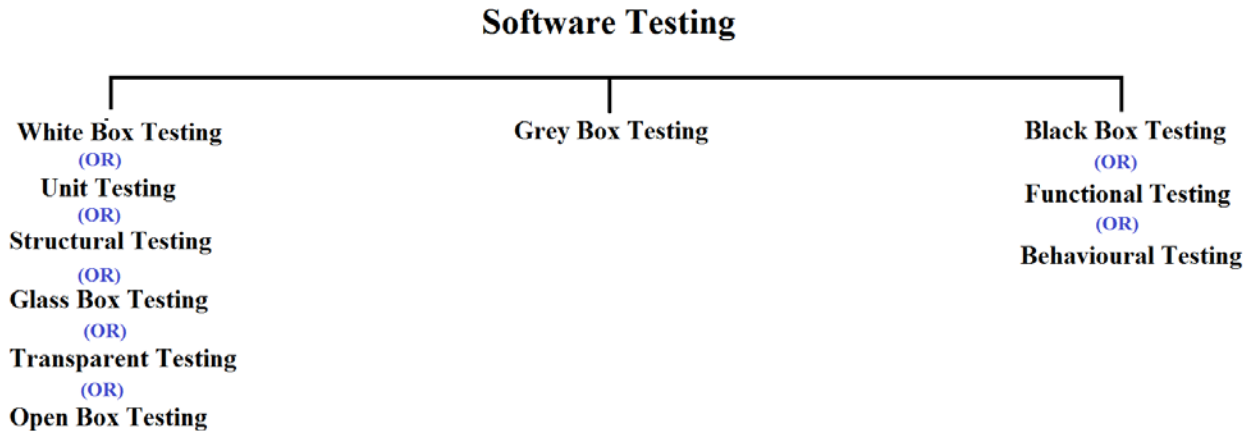 Software Testing
White Box Testing
(OR)
Unit Testing
(OR)
Structural Testing
(OR)
Glass Box Testing
(OR)
Transparent Testing
(OR)
Open Box Testing
Grey Box Testing
Black Box Testing
(OR)
Functional Testing
(OR)
Behavioural Testing